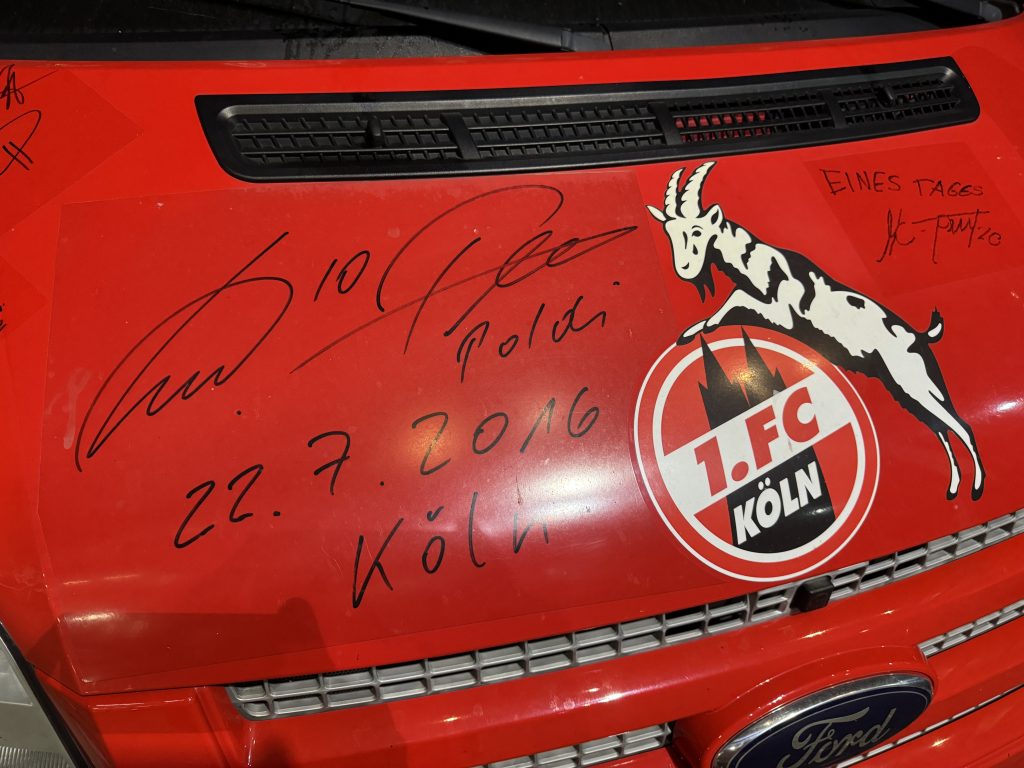 10
Poldi
22.7.2016
Köln
EINES TAGES
1.FC
KÖLN
Ford